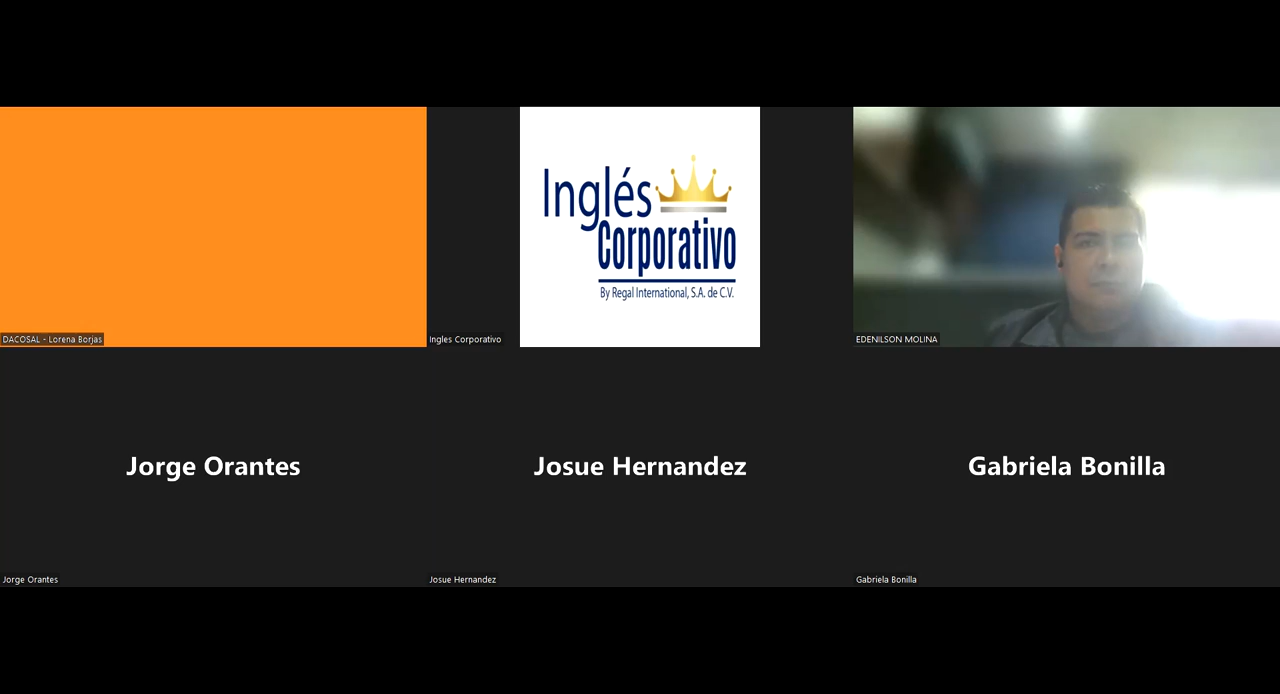 Inglés
Corporativo
By Regal International, S.A. de C.V.
DACOSAL - Lorena Borjas
Ingles Corporativo
EDENILSON MOLINA
Jorge Orantes
Josue Hernandez
Gabriela Bonilla
Jorge Orantes
Josue Hernandez
Gabriela Bonilla